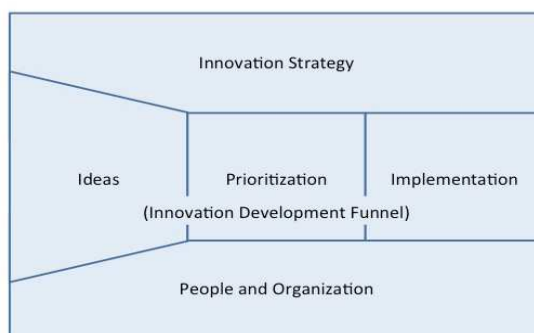 Innovation Strategy
Ideas
Prioritization
Implementation
(Innovation Development Funnel)
People and Organization